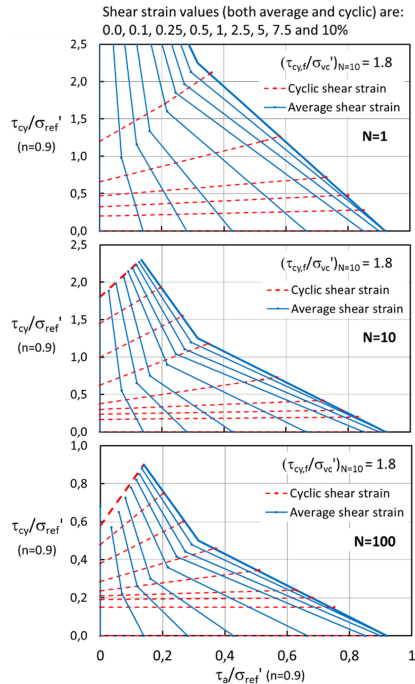 Shear strain values (both average and cyclic) are:
0.0, 0.1, 0.25, 0.5, 1, 2.5, 5, 7.5 and 10%
2,5
(τcy,f/σvc')N=10 = 1.8
2,0
Cyclic shear strain
τcy/σref'
Average shear strain
1,5
(n=0.9)
N=1
1,0
0,5
0,0
2,5
(τcy,f/σvc')N=10 = 1.8
2,0
Cyclic shear strain
τcy/σref'
Average shear strain
1,5
(n=0.9)
N=10
1,0
0,5
0,0
1,0
(τcy,f/σvc')N=10 = 1.8
0,8
Cyclic shear strain
τcy/σref'
Average shear strain
0,6
(n=0.9)
N=100
0,4
0,2
0,0
0 0,2 0,4 0,6 0,8 1
τa/σref' (n=0.9)